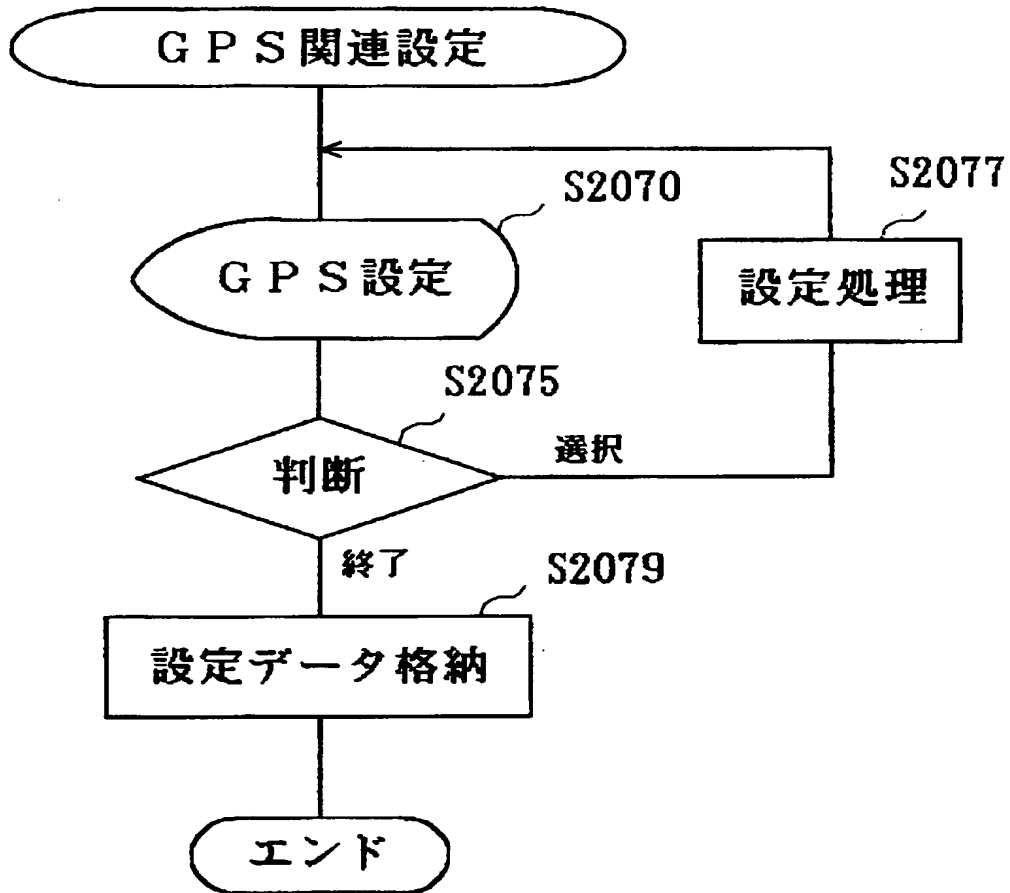 GPS関連設定
S2070
S2077
GPS設定
設定処理
S2075
判断
選択
終了
S2079
設定データ格納
エンド